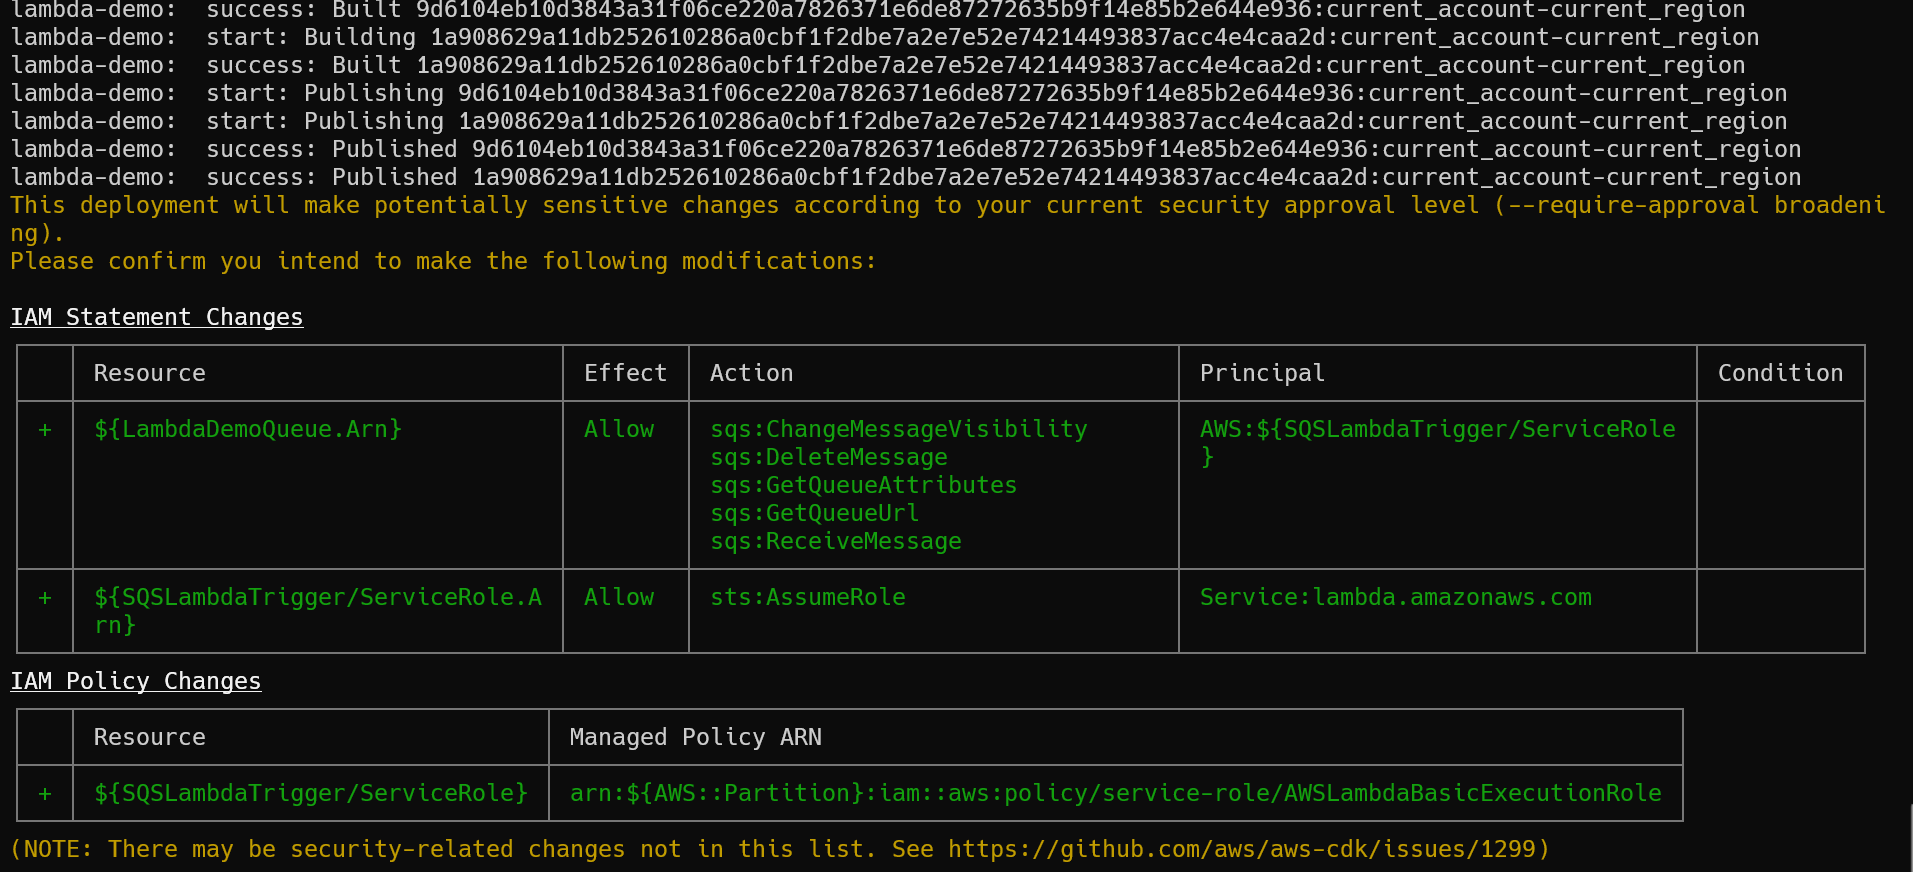 lambda-demo:  success: Built 9d6104eb10d3843a31f06ce220a7826371e6de87272635b9f14e85b2e644e936:current_account-current_region
lambda-demo:  start: Building 1a908629a11db252610286a0cbf1f2dbe7a2e7e52e74214493837acc4e4caa2d:current_account-current_region
lambda-demo:  success: Built 1a908629a11db252610286a0cbf1f2dbe7a2e7e52e74214493837acc4e4caa2d:current_account-current_region
lambda-demo:  start: Publishing 9d6104eb10d3843a31f06ce220a7826371e6de87272635b9f14e85b2e644e936:current_account-current_region
lambda-demo:  start: Publishing 1a908629a11db252610286a0cbf1f2dbe7a2e7e52e74214493837acc4e4caa2d:current_account-current_region
lambda-demo:  success: Published 9d6104eb10d3843a31f06ce220a7826371e6de87272635b9f14e85b2e644e936:current_account-current_region
lambda-demo:  success: Published 1a908629a11db252610286a0cbf1f2dbe7a2e7e52e74214493837acc4e4caa2d:current_account-current_region
This deployment will make potentially sensitive changes according to your current security approval level (--require-approval broadeni
ng).
Please confirm you intend to make the following modifications:
IAM Statement Changes
Resource Effect Action Principal Condition
+ ${LambdaDemoQueue.Arn} Allow sqs:ChangeMessageVisibility AWS:${SQSLambdaTrigger/ServiceRole
sqs:DeleteMessage }
sqs:GetQueueAttributes
sqs:GetQueueUrl
sqs:ReceiveMessage
+ ${SQSLambdaTrigger/ServiceRole.A Allow sts:AssumeRole Service:lambda.amazonaws.com
rn}
IAM Policy Changes
Resource Managed Policy ARN
+ ${SQSLambdaTrigger/ServiceRole} arn:${AWS::Partition}:iam::aws:policy/service-role/AWSLambdaBasicExecutionRole
(NOTE: There may be security-related changes not in this list. See https://github.com/aws/aws-cdk/issues/1299)